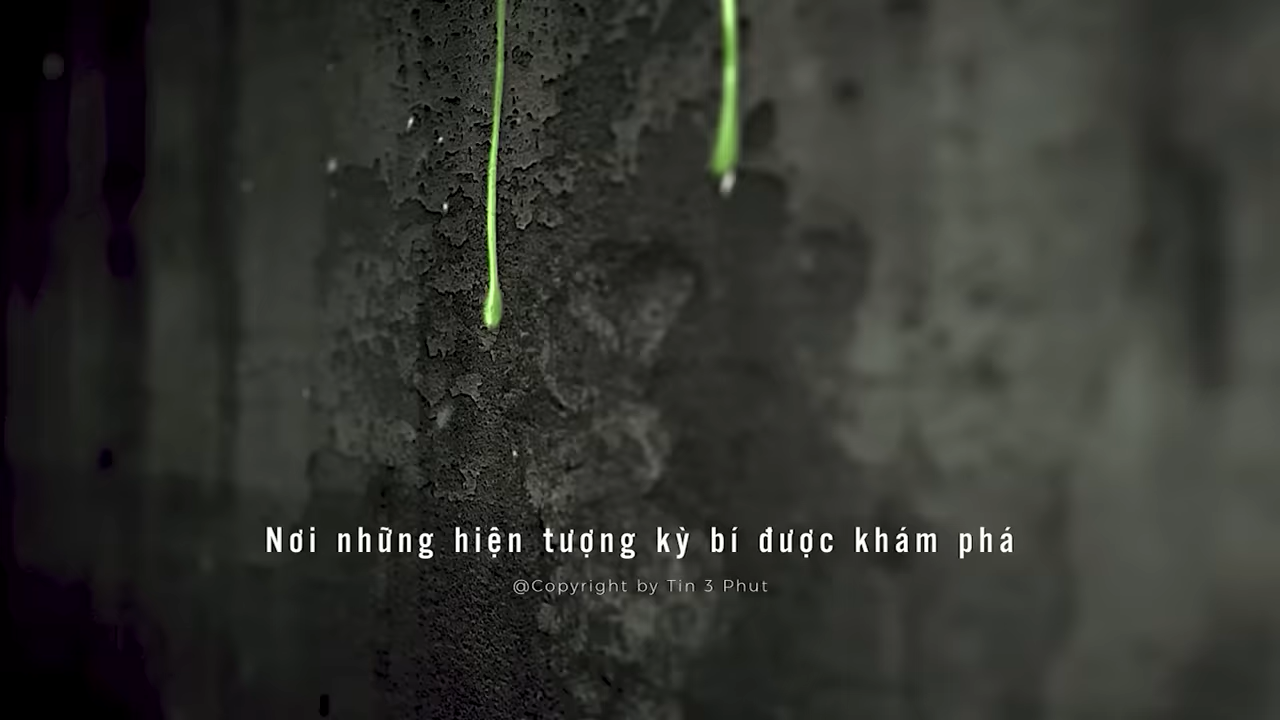 Nơi những hiện tượng kỳ bí được khám phá
@Copyright by Tin 3 Phut